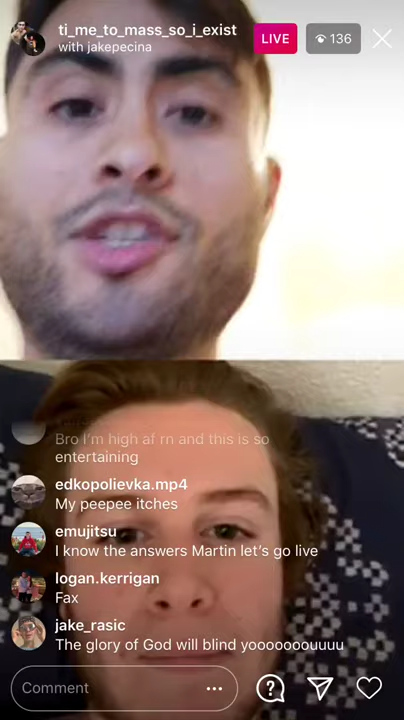 ti_me_to_mass_so_i_exist
with jakepecina
LIVE
136
Bro I'm high af rn and this is so
entertaining
edkopolievka.mp4
My peepee itches
emujitsu
I know the answers Martin let's go live
logan.kerrigan
Fax
jake_rasic
The glory of God will blind yoooooouuuu
Comment